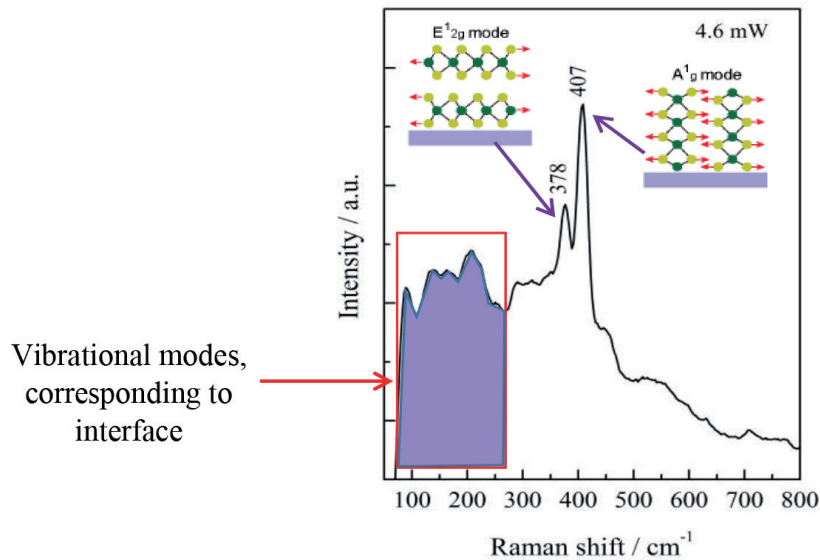 4.6 mW
E¹₂g mode
A¹g mode
407
378
Intensity / a.u.
Vibrational modes,
corresponding to
interface
100 200 300 400 500 600 700 800
Raman shift / cm⁻¹